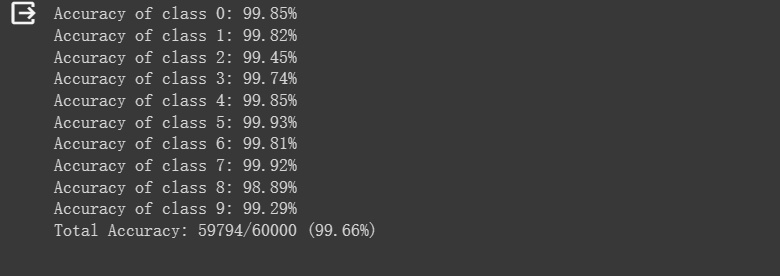 Accuracy of class 0: 99.85%
Accuracy of class 1: 99.82%
Accuracy of class 2: 99.45%
Accuracy of class 3: 99.74%
Accuracy of class 4: 99.85%
Accuracy of class 5: 99.93%
Accuracy of class 6: 99.81%
Accuracy of class 7: 99.92%
Accuracy of class 8: 98.89%
Accuracy of class 9: 99.29%
Total Accuracy: 59794/60000 (99.66%)